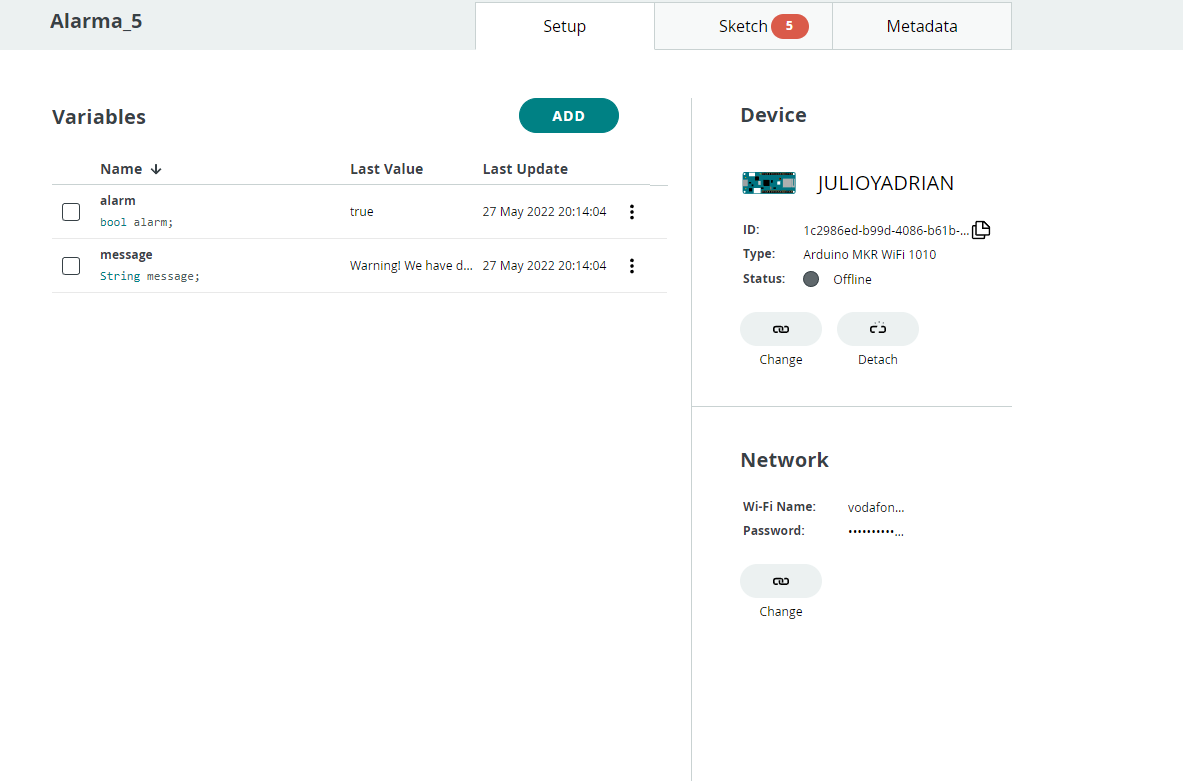 Alarma_5
Setup
Sketch 5
Metadata
Variables
ADD
Name Last Value Last Update
alarm
bool alarm;
true
27 May 2022 20:14:04
message
String message;
Warning! We have d...
27 May 2022 20:14:04
Device
JULIOYADRIAN
ID: 1c2986ed-b99d-4086-b61b-...
Type: Arduino MKR WiFi 1010
Status: Offline
Change Detach
Network
Wi-Fi Name: vodafon...
Password: ••••••••••...
Change